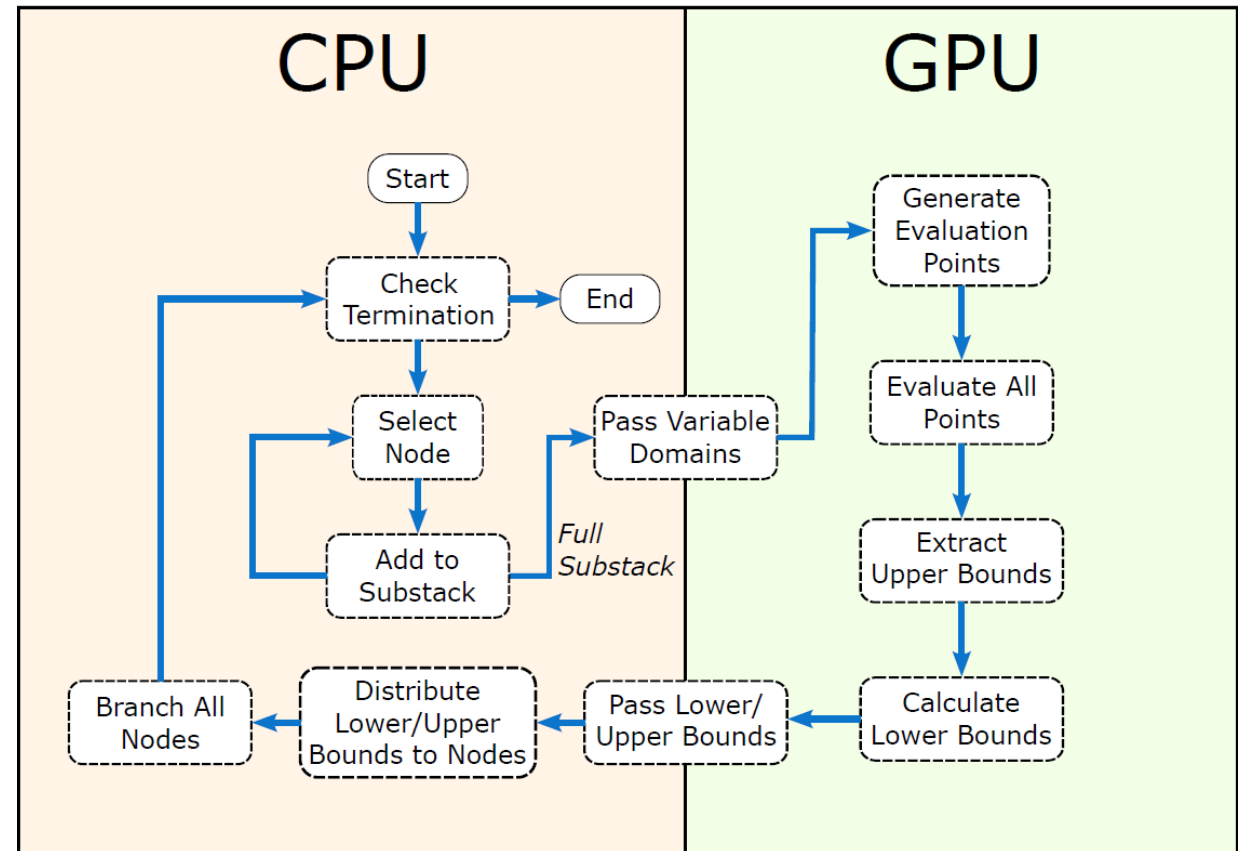 CPU
GPU
Start
Check
Termination
End
Select
Node
Add to
Substack
Full
Substack
Pass Variable
Domains
Generate
Evaluation
Points
Evaluate All
Points
Extract
Upper Bounds
Calculate
Lower Bounds
Pass Lower/
Upper Bounds
Distribute
Lower/Upper
Bounds to Nodes
Branch All
Nodes